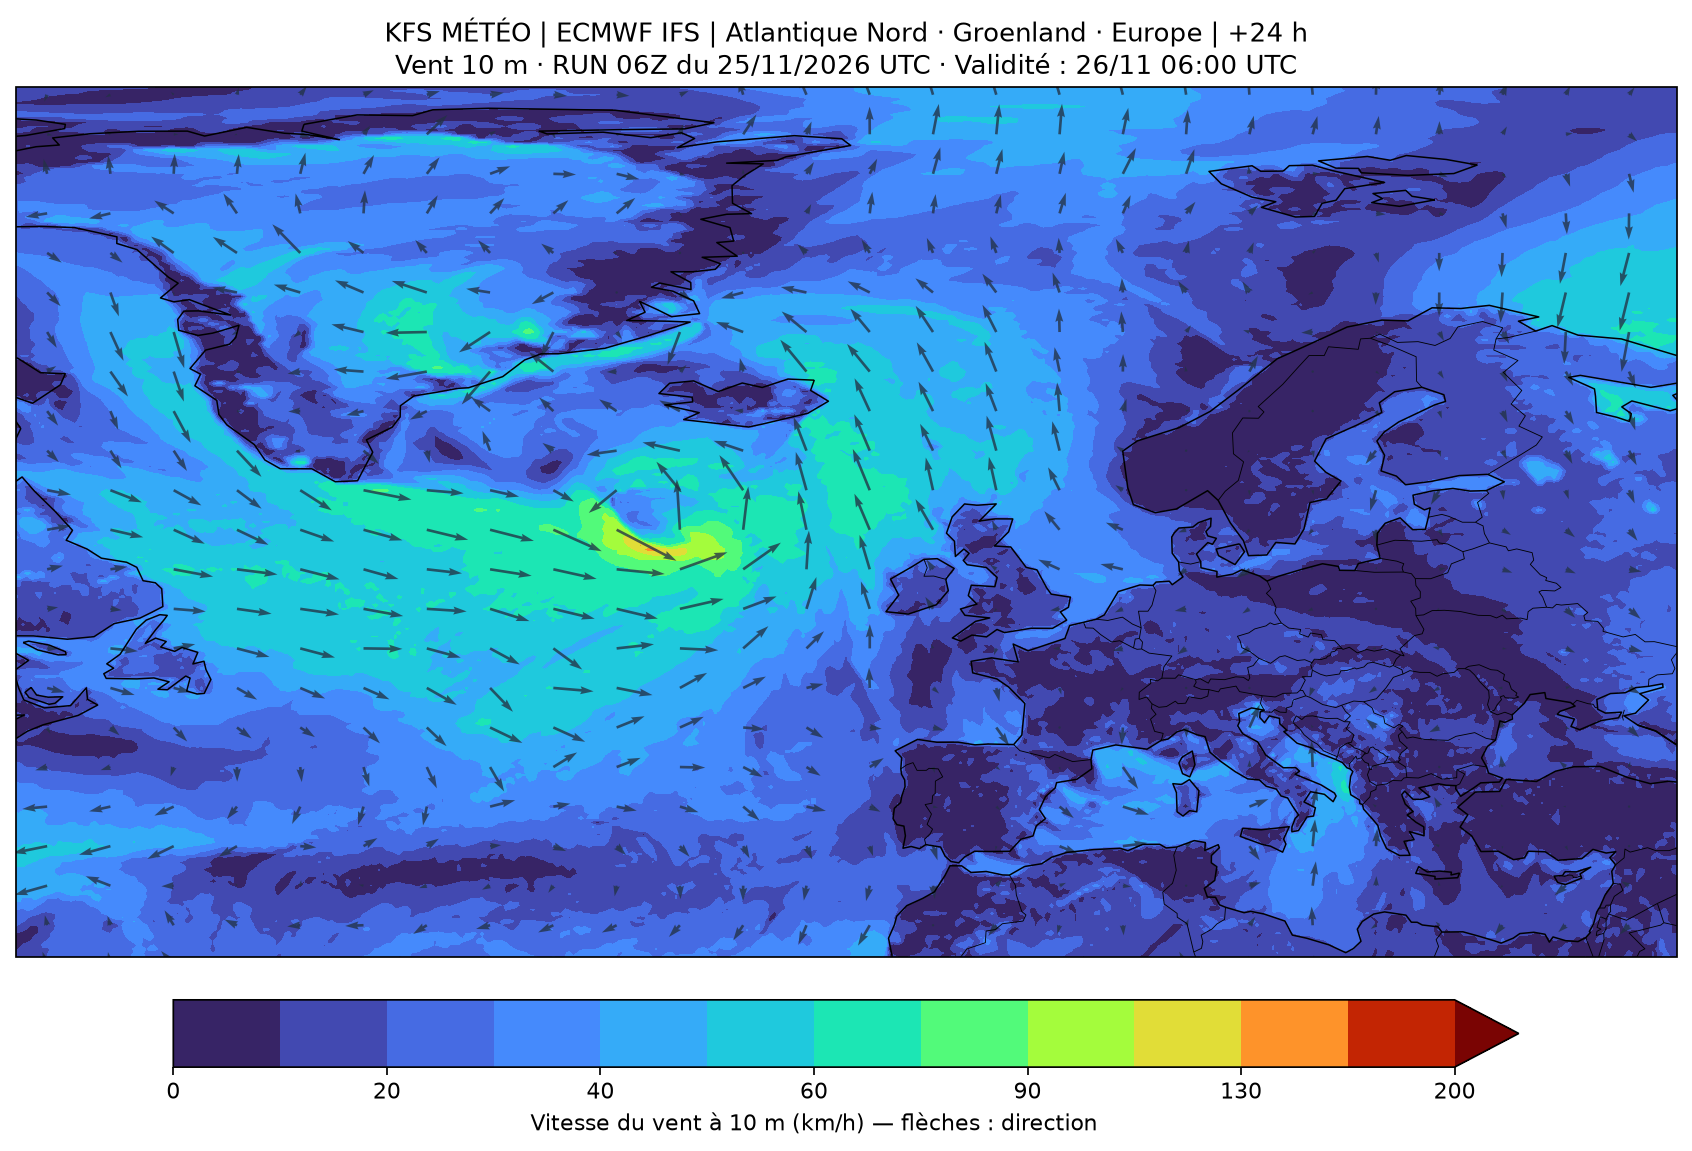 KFS MÉTÉO | ECMWF IFS | Atlantique Nord · Groenland · Europe | +24 h
Vent 10 m · RUN 06Z du 25/11/2026 UTC · Validité : 26/11 06:00 UTC
0 20 40 60 90 130 200
Vitesse du vent à 10 m (km/h) — flèches : direction